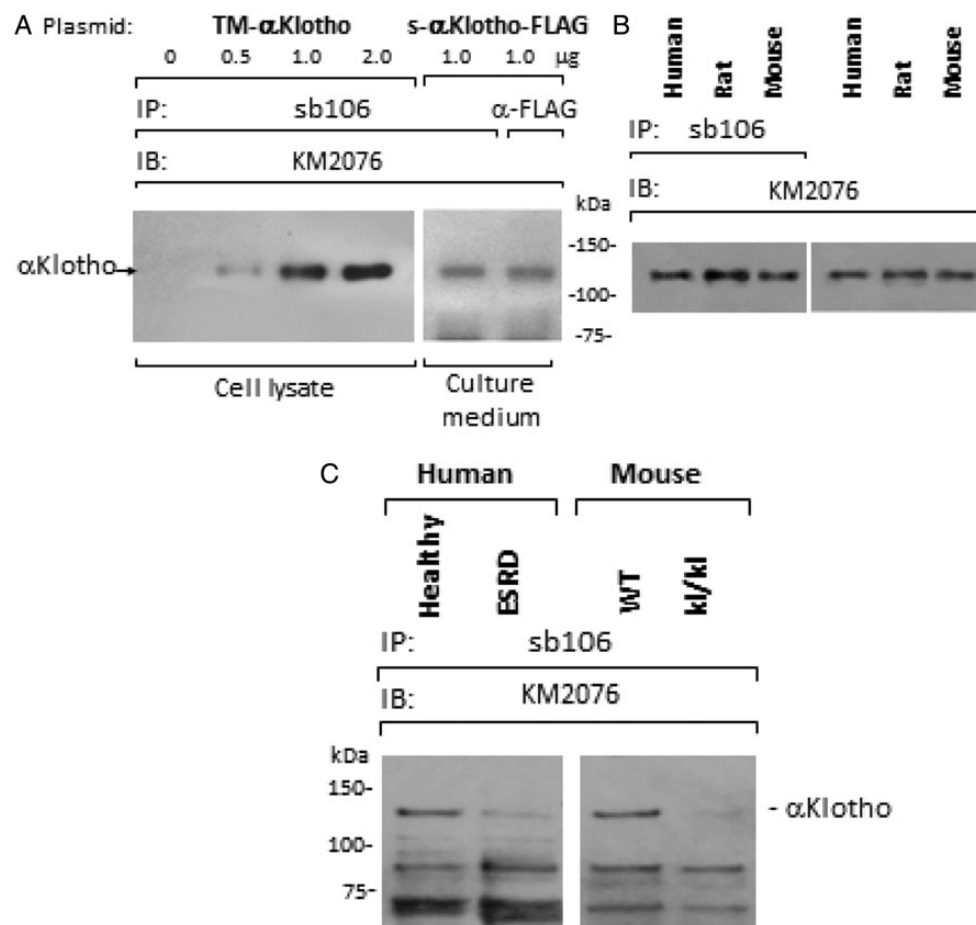 A Plasmid: TM-αKlotho s-αKlotho-FLAG
0 0.5 1.0 2.0 1.0 1.0 µg
IP: sb106 α-FLAG
IB: KM2076
kDa
-150-
αKlotho
-100-
-75-
Cell lysate Culture medium
B Human Rat Mouse Human Rat Mouse
IP: sb106
IB: KM2076
C Human Mouse
Healthy ESRD WT kl/kl
IP: sb106
IB: KM2076
kDa
150-
- αKlotho
100-
75-